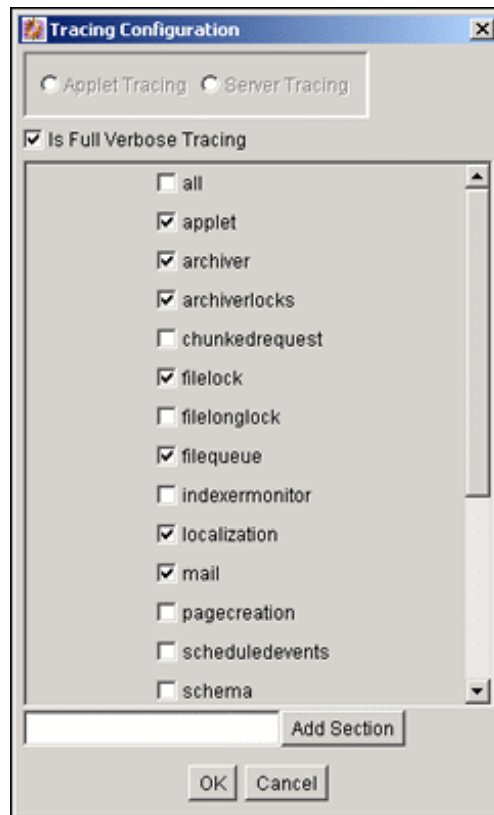 Tracing Configuration
Applet Tracing Server Tracing
Is Full Verbose Tracing
all
applet
archiver
archiverlocks
chunkedrequest
filelock
filelonglock
filequeue
indexermonitor
localization
mail
pagecreation
scheduledevents
schema
Add Section
OK Cancel